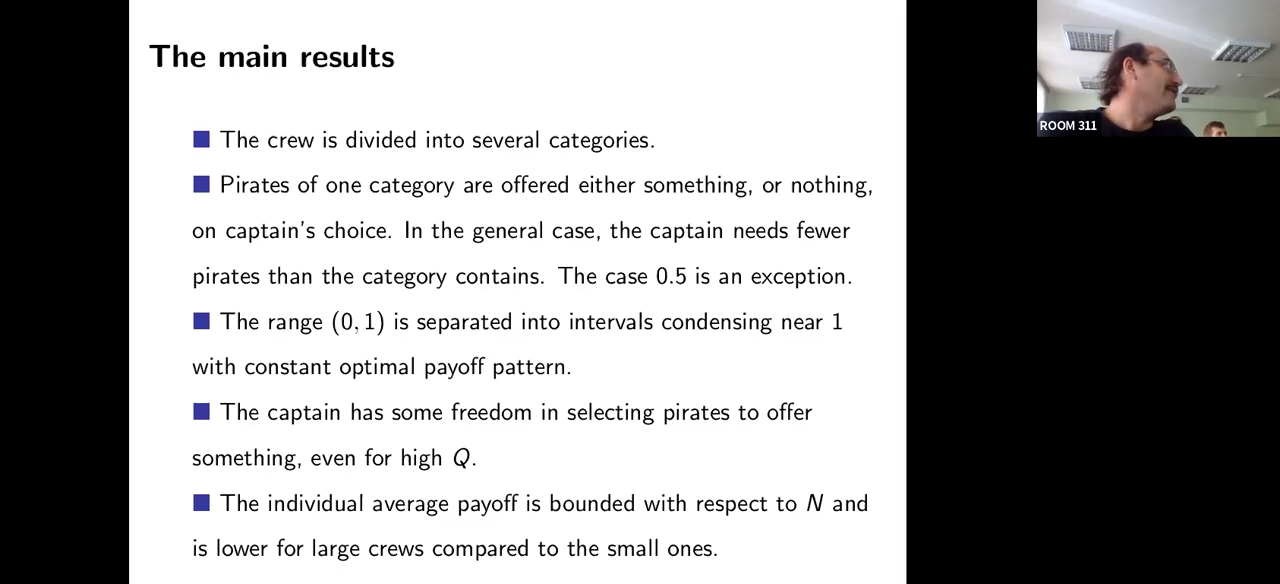 The main results
■ The crew is divided into several categories.
■ Pirates of one category are offered either something, or nothing,
on captain's choice. In the general case, the captain needs fewer
pirates than the category contains. The case 0.5 is an exception.
■ The range (0, 1) is separated into intervals condensing near 1
with constant optimal payoff pattern.
■ The captain has some freedom in selecting pirates to offer
something, even for high Q.
■ The individual average payoff is bounded with respect to N and
is lower for large crews compared to the small ones.
ROOM 311